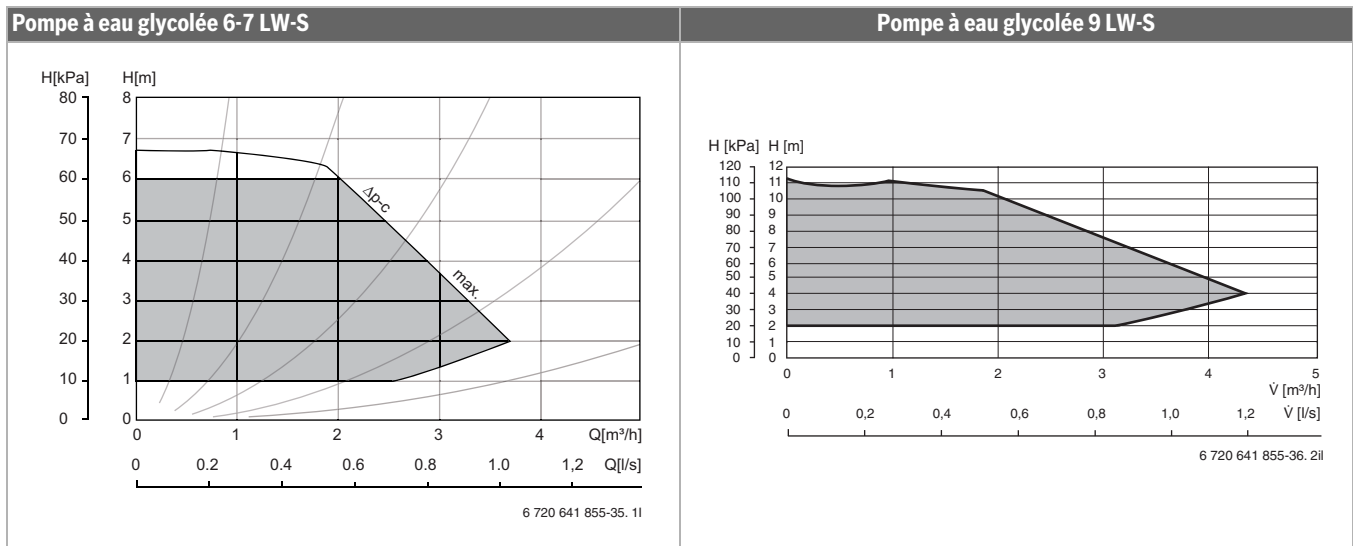 Pompe à eau glycolée 6-7 LW-S
H[kPa] H[m]
80 8
70 7
60 6
50 5
40 4
30 3
20 2
10 1
0 0
Δp-c
max.
0 1 2 3 4 Q[m³/h]
0 0.2 0.4 0.6 0.8 1.0 1,2 Q[l/s]
6 720 641 855-35. 1I
Pompe à eau glycolée 9 LW-S
H [kPa] H [m]
120 12
110 11
100 10
90 9
80 8
70 7
60 6
50 5
40 4
30 3
20 2
10 1
0 0
0 1 2 3 4 5
V̇ [m³/h]
0 0,2 0,4 0,6 0,8 1,0 1,2 V̇ [l/s]
6 720 641 855-36. 2il